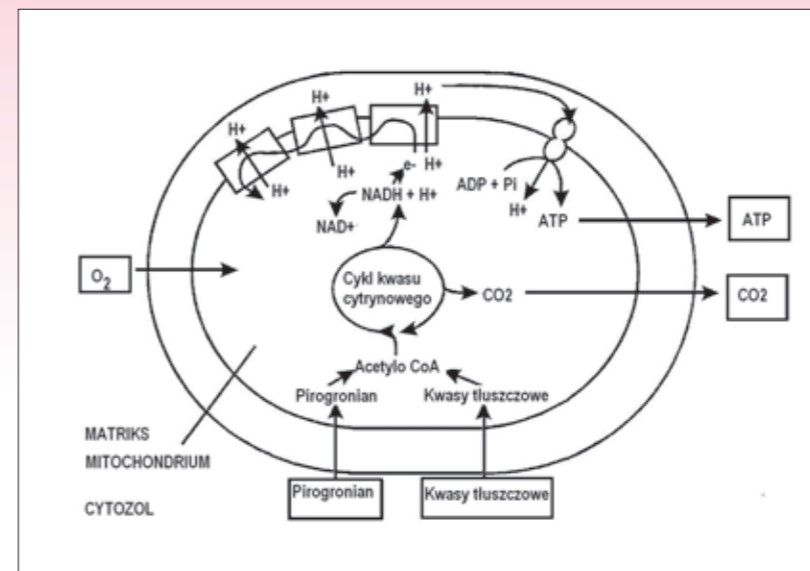 H+
H+
H+
H+
H+
e- H+
ADP + Pi
H+
NADH + H+
NAD+
H+
ATP
ATP
O2
Cykl kwasu
cytrynowego
CO2
CO2
Acetylo CoA
Pirogronian
Kwasy tłuszczowe
MATRIKS
MITOCHONDRIUM
CYTOZOL
Pirogronian
Kwasy tłuszczowe